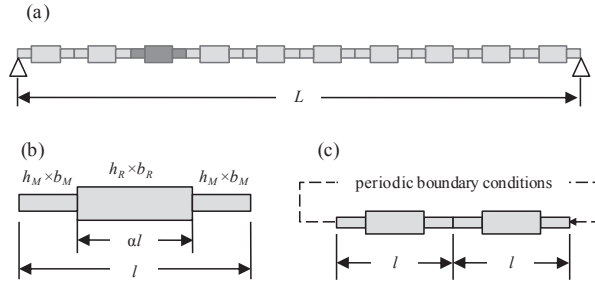 (a)
L
(b)
h_M×b_M h_R×b_R h_M×b_M
αl
l
(c)
periodic boundary conditions
l l